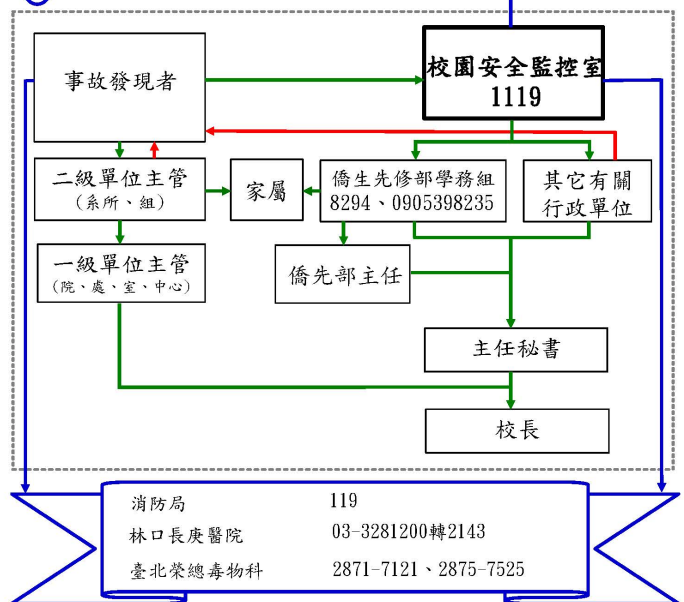 事故發現者
校園安全監控室
1119
二級單位主管
（系所、組）
家屬
僑生先修部學務組
8294、0905398235
其它有關
行政單位
一級單位主管
（院、處、室、中心）
僑先部主任
主任秘書
校長
消防局 119
林口長庚醫院 03-3281200轉2143
臺北榮總毒物科 2871-7121、2875-7525